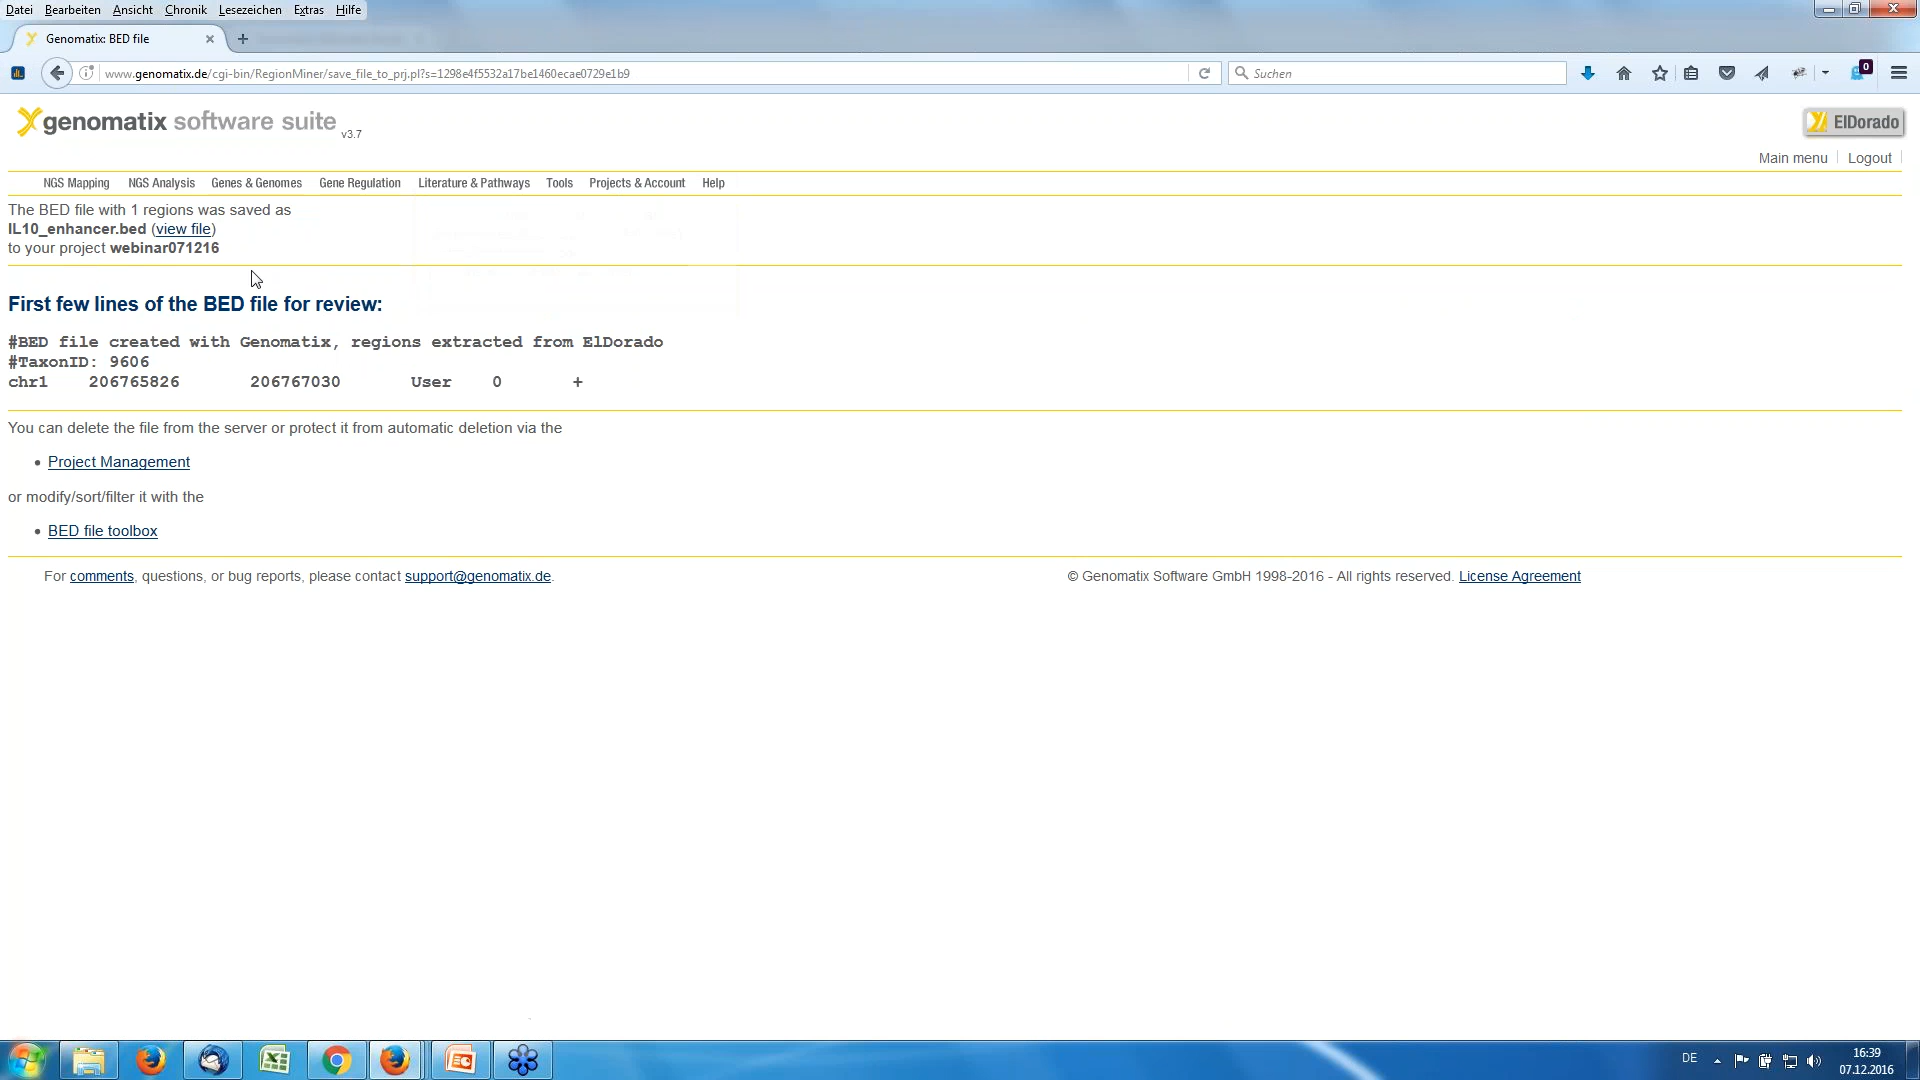 Datei Bearbeiten Ansicht Chronik Lesezeichen Extras Hilfe
Genomatix: BED file
www.genomatix.de/cgi-bin/RegionMiner/save_file_to_prj.pl?s=1298e4f5532a17be1460ecae0729e1b9
Suchen
0
genomatix software suite v3.7
ElDorado
Main menu Logout
NGS Mapping NGS Analysis Genes & Genomes Gene Regulation Literature & Pathways Tools Projects & Account Help
The BED file with 1 regions was saved as
IL10_enhancer.bed (view file)
to your project webinar071216
First few lines of the BED file for review:
#BED file created with Genomatix, regions extracted from ElDorado
#TaxonID: 9606
chr1 206765826 206767030 User 0 +
You can delete the file from the server or protect it from automatic deletion via the
• Project Management
or modify/sort/filter it with the
• BED file toolbox
For comments, questions, or bug reports, please contact support@genomatix.de.
© Genomatix Software GmbH 1998-2016 - All rights reserved. License Agreement
DE
16:39
07.12.2016